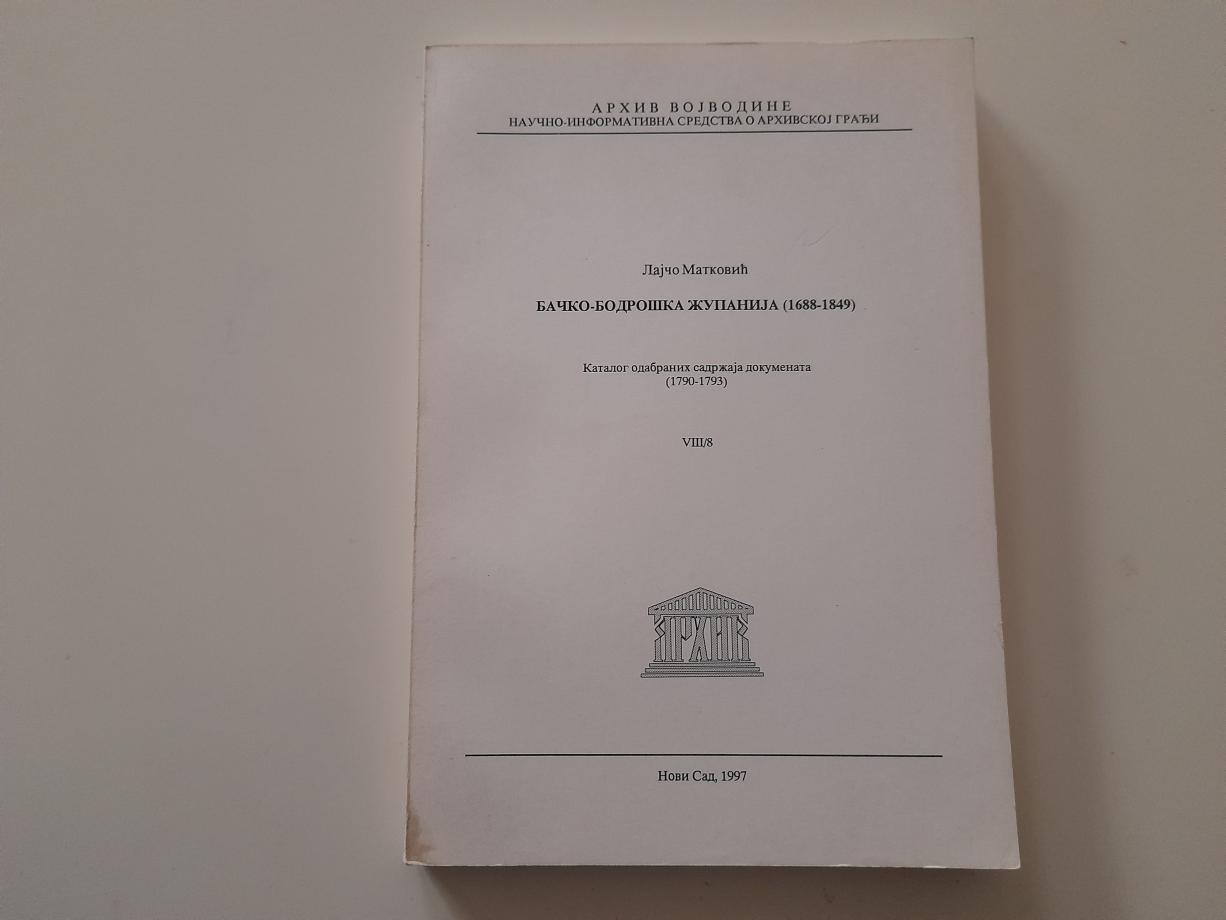 АРХИВ ВОЈВОДИНЕ
НАУЧНО-ИНФОРМАТИВНА СРЕДСТВА О АРХИВСКОЈ ГРАЂИ
Лајчо Матковић
БАЧКО-БОДРОШКА ЖУПАНИЈА (1688-1849)
Каталог одабраних садржаја докумената
(1790-1793)
VIII/8
АРХИВ
Нови Сад, 1997